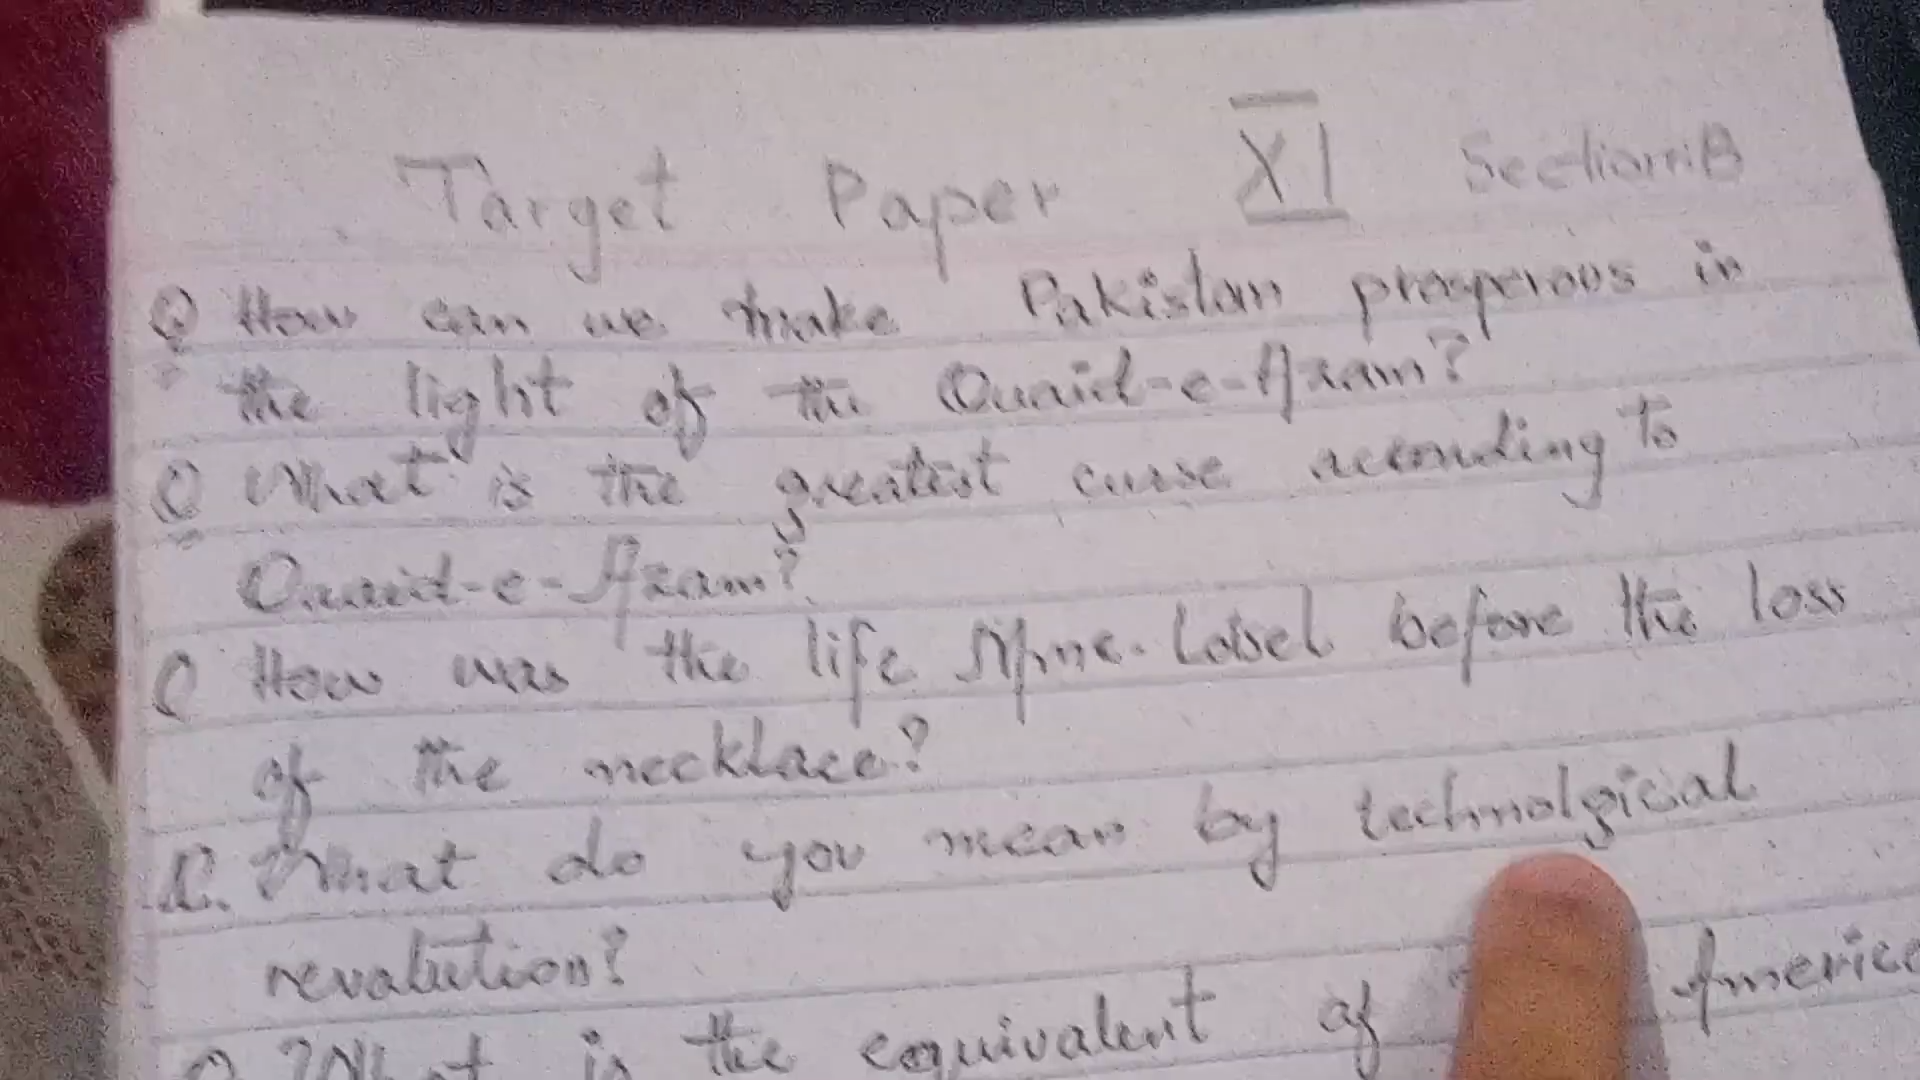 Target Paper XI Section:B
Q How can we make Pakistan prosperous in
the light of the Quaid-e-Azam?
Q What is the greatest curse according to
Quaid-e-Azam?
Q How was the life Mme. Loisel before the loss
of the necklace?
Q. What do you mean by technolgical
revalution?
Q What is the equivalent of America